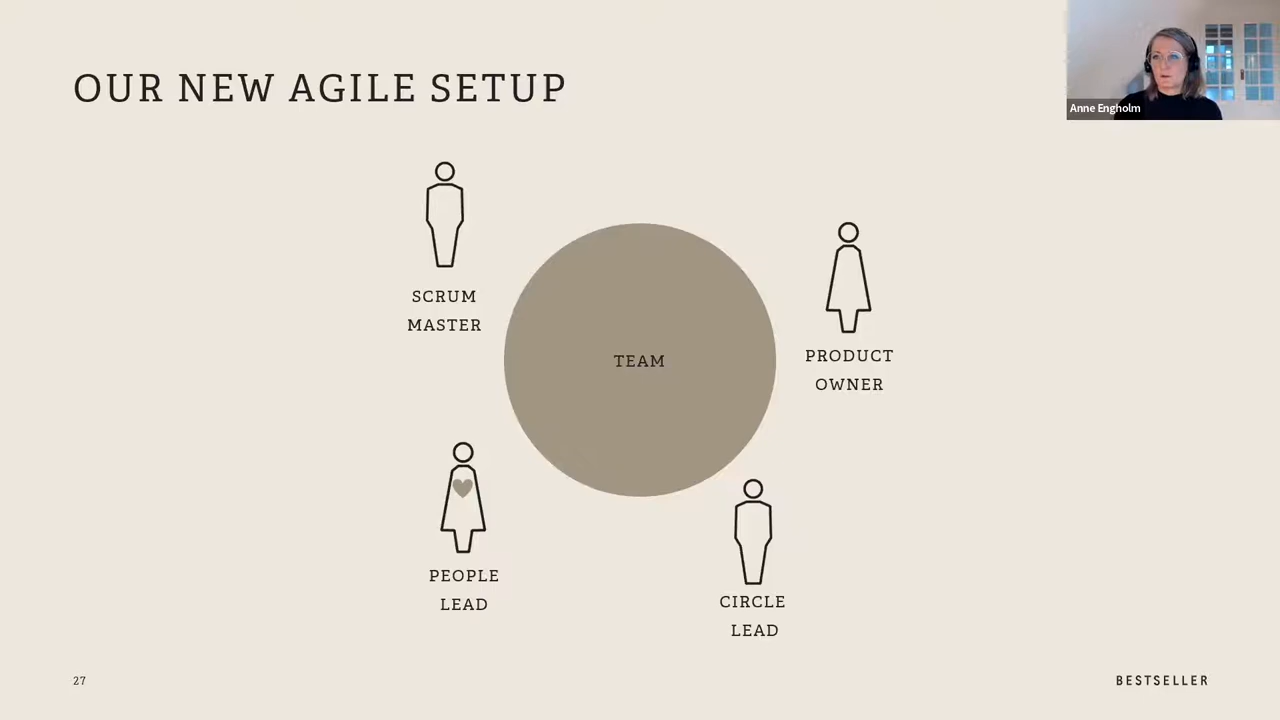 OUR NEW AGILE SETUP
Anne Engholm
SCRUM
MASTER
PRODUCT
OWNER
TEAM
PEOPLE
LEAD
CIRCLE
LEAD
27
BESTSELLER